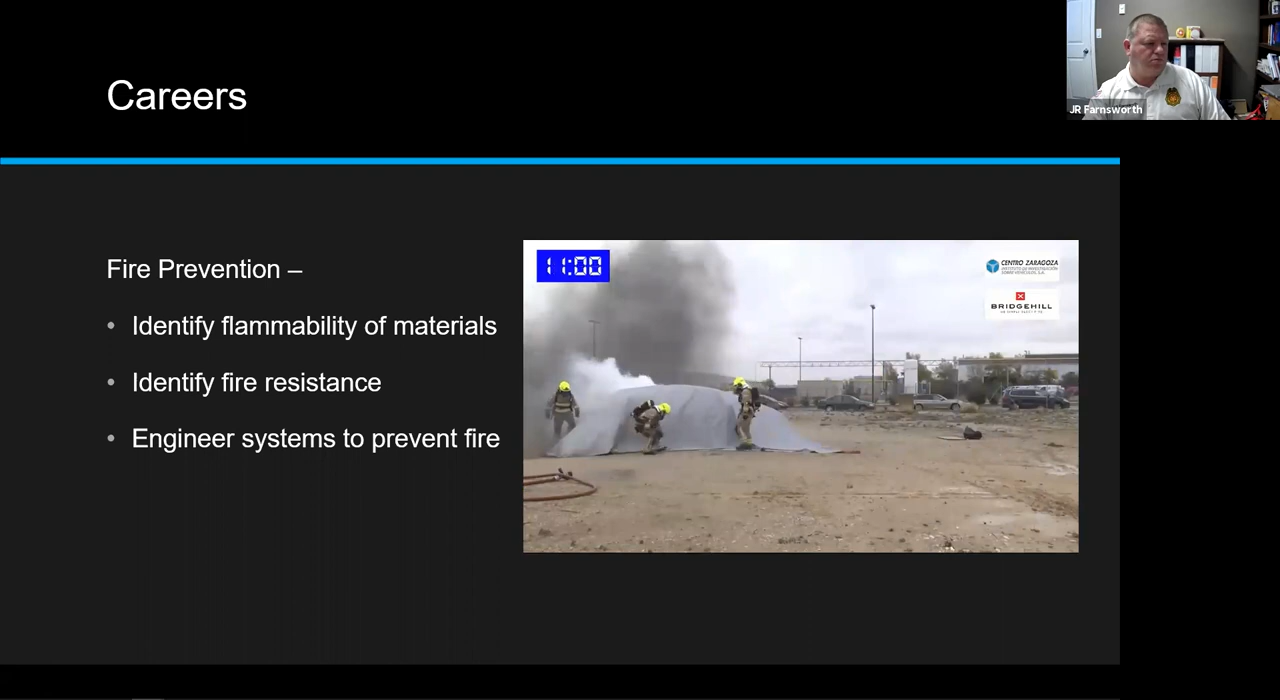 Careers
JR Farnsworth
Fire Prevention –
• Identify flammability of materials
• Identify fire resistance
• Engineer systems to prevent fire
11:00
CENTRO ZARAGOZA
BRIDGEHILL